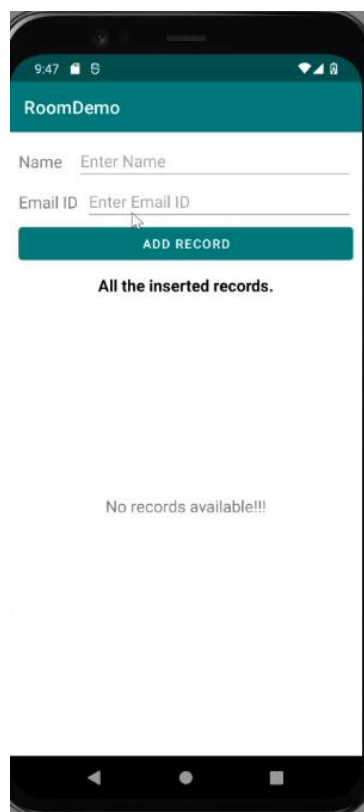 9:47
RoomDemo
Name Enter Name
Email ID Enter Email ID
ADD RECORD
All the inserted records.
No records available!!!